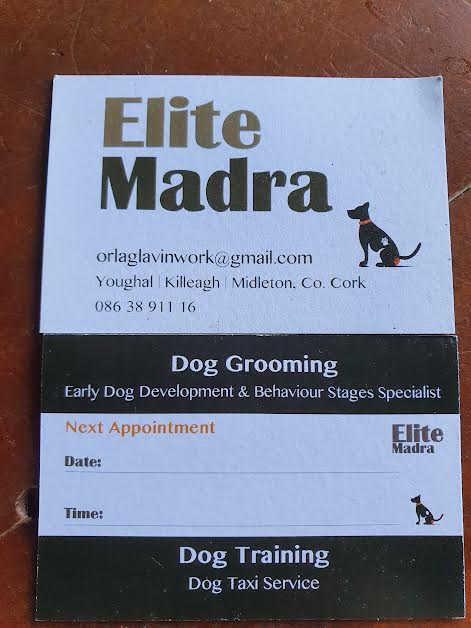 Elite
Madra
orlaglavinwork@gmail.com
Youghal | Killeagh | Midleton, Co. Cork
086 38 911 16
Dog Grooming
Early Dog Development & Behaviour Stages Specialist
Next Appointment
Elite
Madra
Date:
Time:
Dog Training
Dog Taxi Service